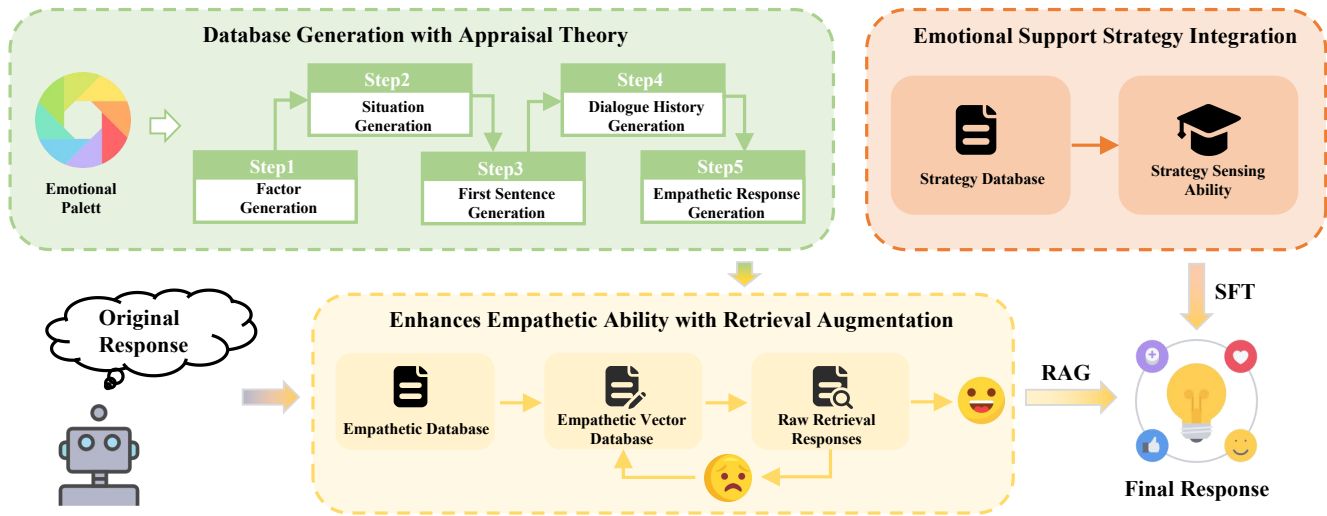 Database Generation with Appraisal Theory
Emotional
Palett
Step1
Factor
Generation
Step2
Situation
Generation
Step3
First Sentence
Generation
Step4
Dialogue History
Generation
Step5
Empathetic Response
Generation
Emotional Support Strategy Integration
Strategy Database
Strategy Sensing
Ability
Original
Response
Enhances Empathetic Ability with Retrieval Augmentation
Empathetic Database
Empathetic Vector
Database
Raw Retrieval
Responses
RAG
SFT
Final Response